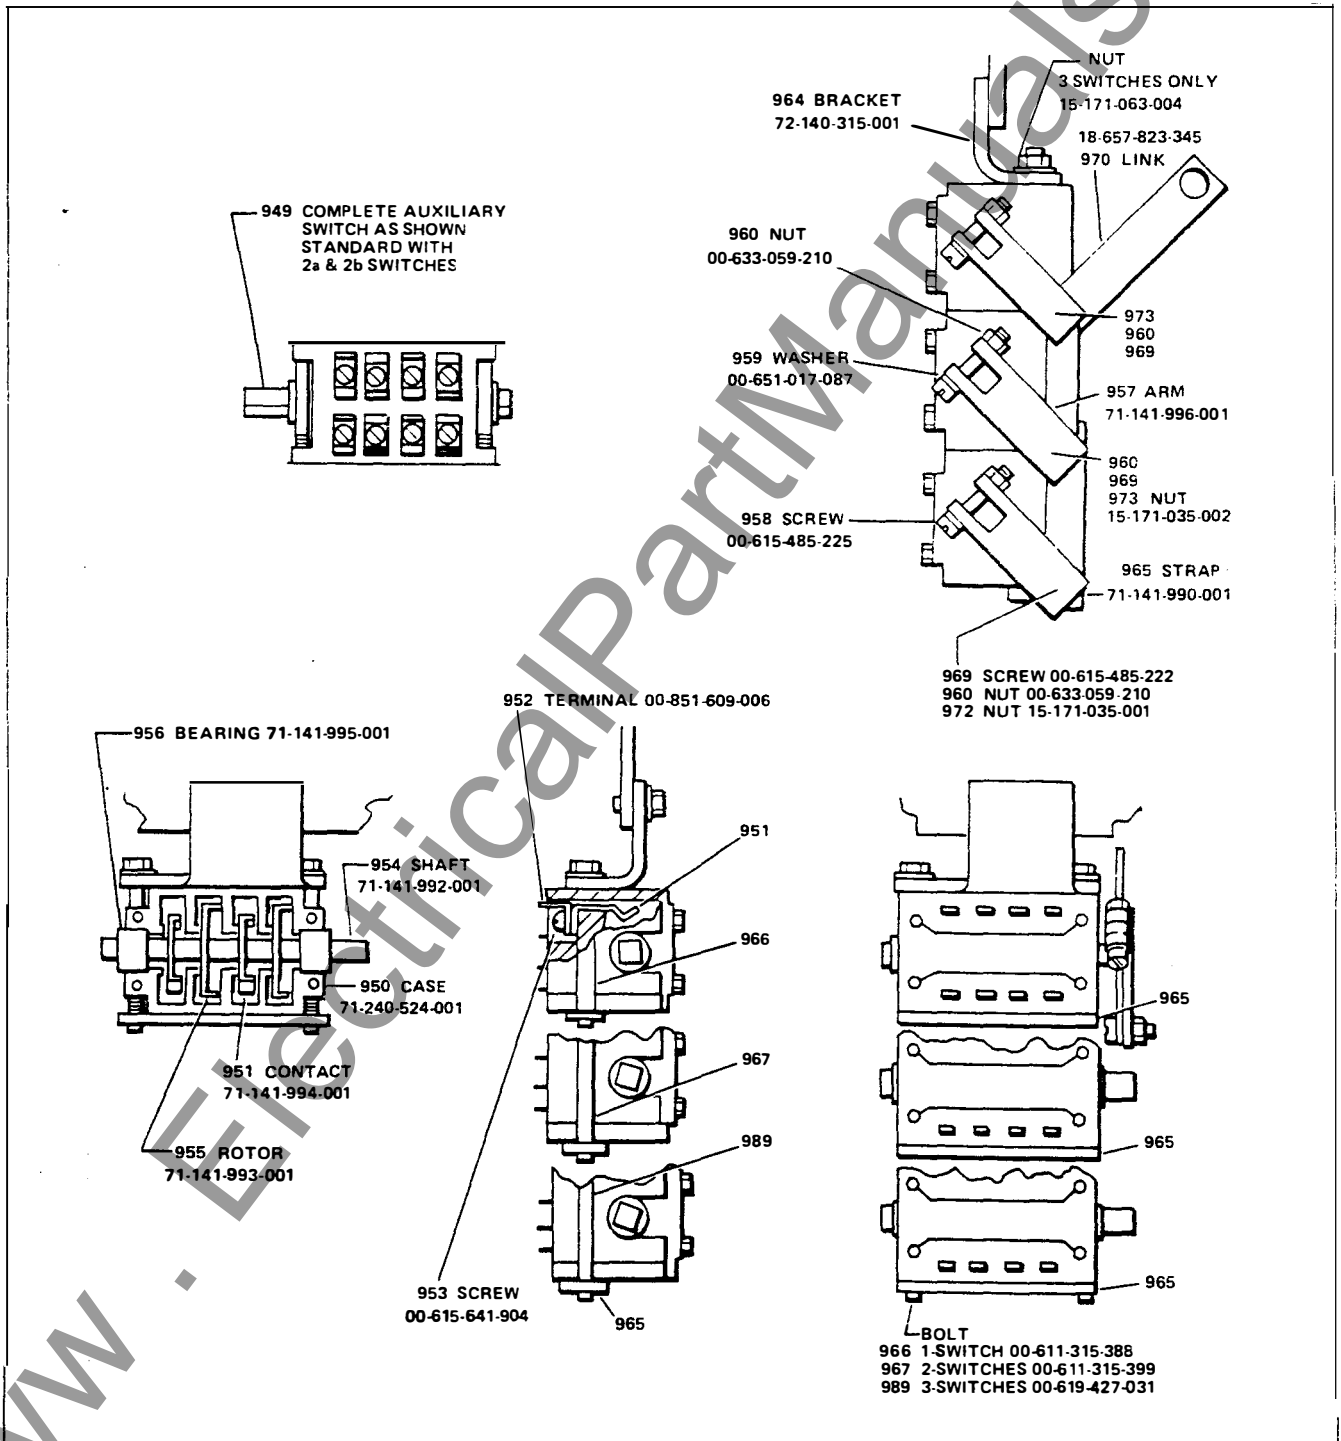 NUT
3 SWITCHES ONLY
15-171-063-004
964 BRACKET
72-140-315-001
18-657-823-345
970 LINK
949 COMPLETE AUXILIARY
SWITCH AS SHOWN
STANDARD WITH
2a & 2b SWITCHES
960 NUT
00-633-059-210
973
960
969
959 WASHER
00-651-017-087
957 ARM
71-141-996-001
960
969
973 NUT
15-171-035-002
958 SCREW
00-615-485-225
965 STRAP
71-141-990-001
969 SCREW 00-615-485-222
960 NUT 00-633-059-210
972 NUT 15-171-035-001
952 TERMINAL 00-851-609-006
956 BEARING 71-141-995-001
951
954 SHAFT
71-141-992-001
966
950 CASE
71-240-524-001
965
951 CONTACT
71-141-994-001
967
955 ROTOR
71-141-993-001
989
965
953 SCREW
00-615-641-904
965
965
BOLT
966 1-SWITCH 00-611-315-388
967 2-SWITCHES 00-611-315-399
989 3-SWITCHES 00-619-427-031
ww . ElectricalPartManuals